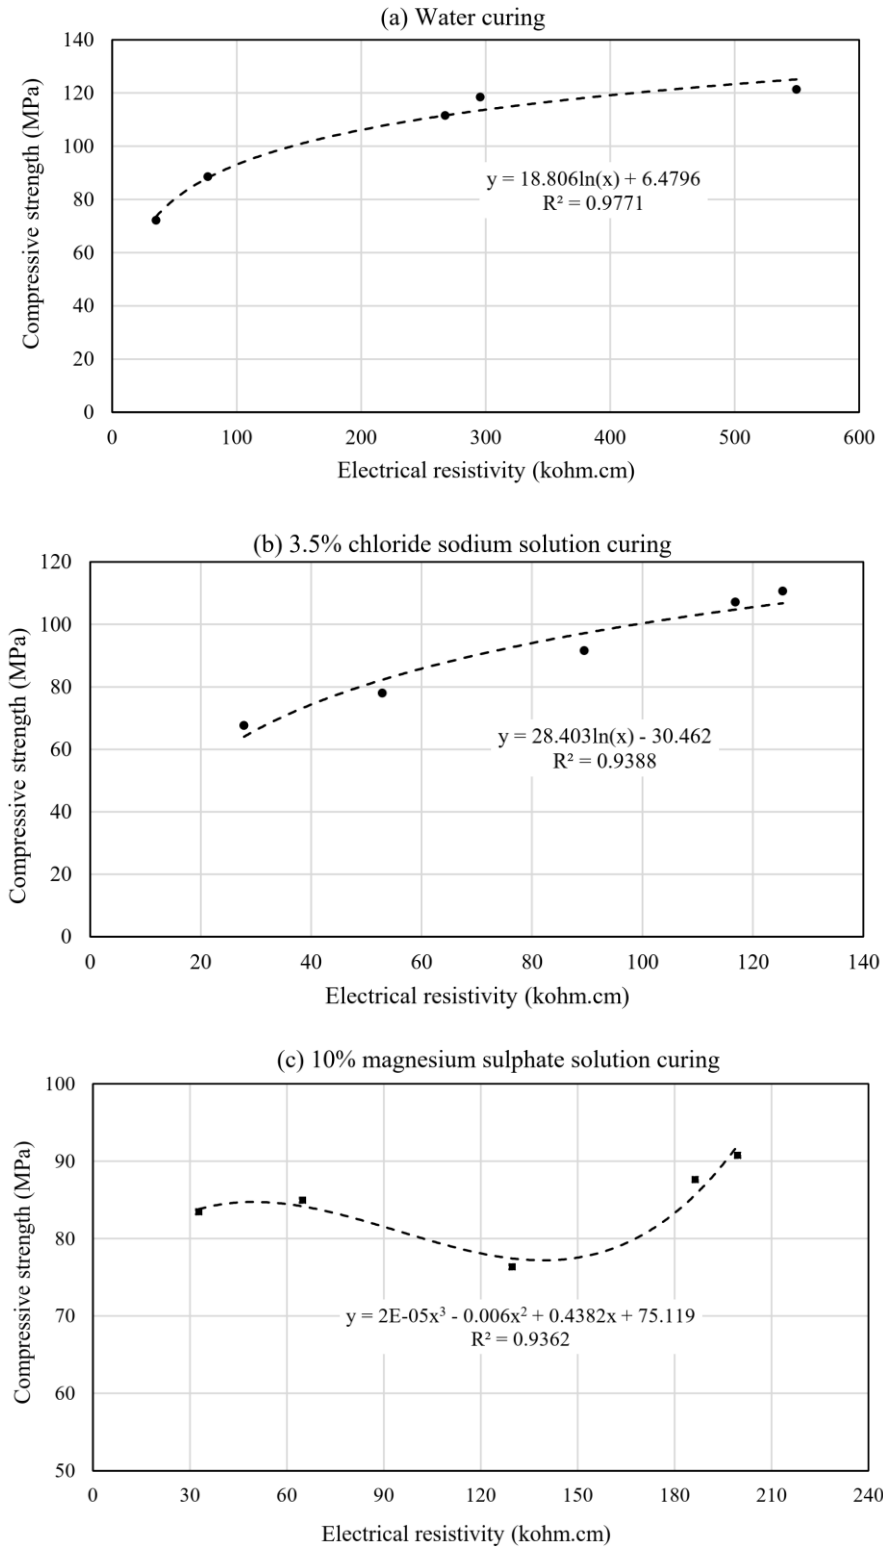 (a) Water curing
140
120
100
80
60
40
20
0
Compressive strength (MPa)
y = 18.806ln(x) + 6.4796
R² = 0.9771
0 100 200 300 400 500 600
Electrical resistivity (kohm.cm)
(b) 3.5% chloride sodium solution curing
120
100
80
60
40
20
0
Compressive strength (MPa)
y = 28.403ln(x) - 30.462
R² = 0.9388
0 20 40 60 80 100 120 140
Electrical resistivity (kohm.cm)
(c) 10% magnesium sulphate solution curing
100
90
80
70
60
50
Compressive strength (MPa)
y = 2E-05x³ - 0.006x² + 0.4382x + 75.119
R² = 0.9362
0 30 60 90 120 150 180 210 240
Electrical resistivity (kohm.cm)